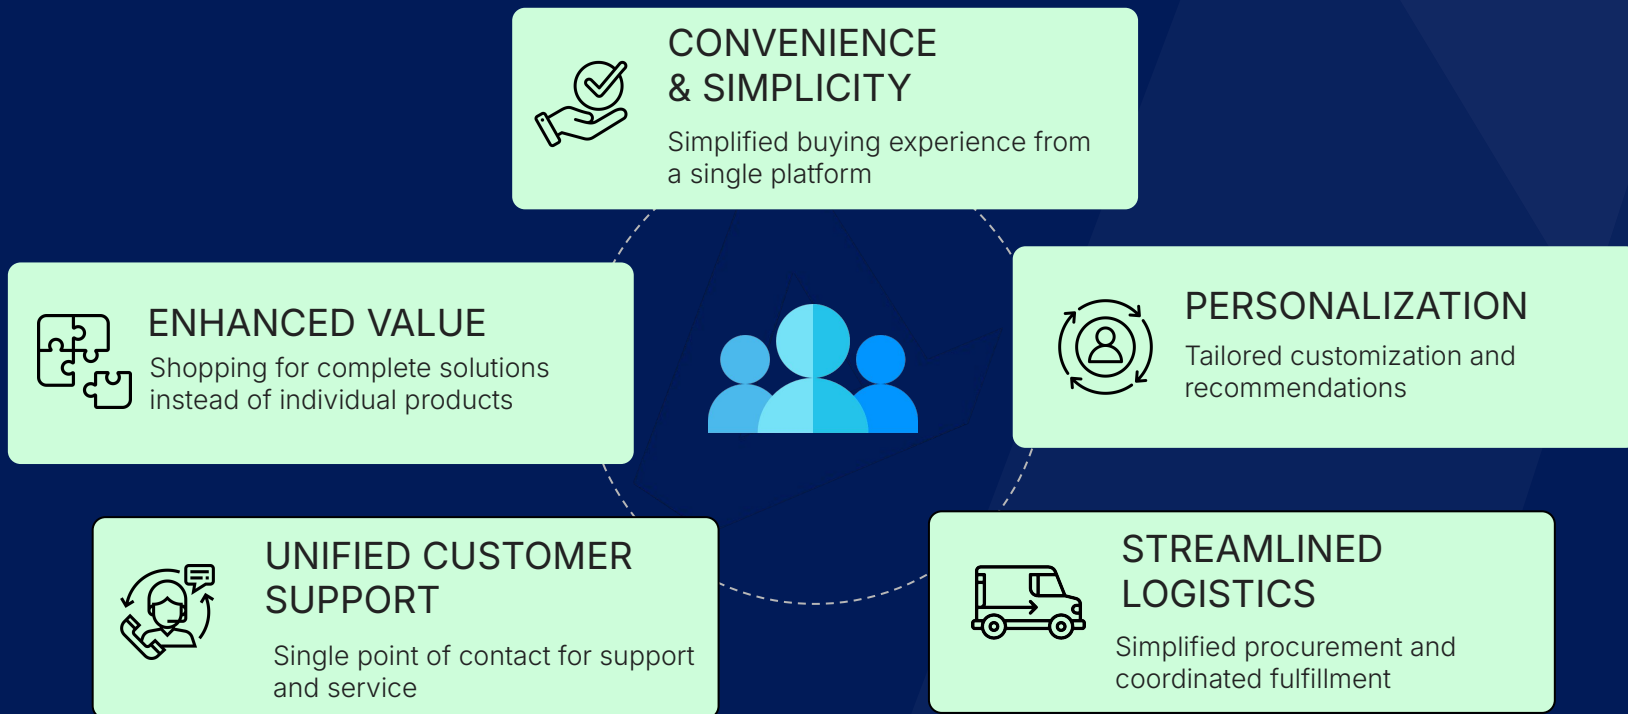 CONVENIENCE
& SIMPLICITY
Simplified buying experience from
a single platform
ENHANCED VALUE
Shopping for complete solutions
instead of individual products
PERSONALIZATION
Tailored customization and
recommendations
UNIFIED CUSTOMER
SUPPORT
Single point of contact for support
and service
STREAMLINED
LOGISTICS
Simplified procurement and
coordinated fulfillment